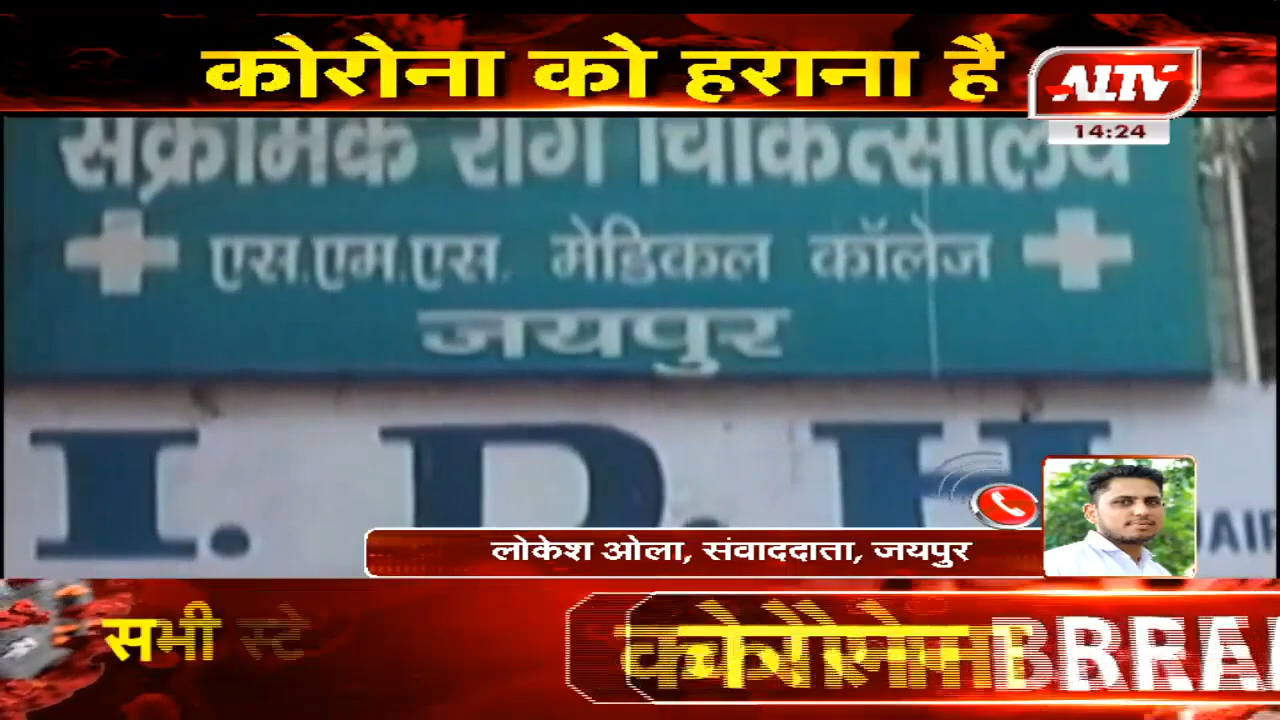 कोरोना को हराना है
ALTV
14:24
संक्रामक रोग चिकित्सालय
एस.एम.एस. मेडिकल कॉलेज
जयपुर
I. D. H
लोकेश ओला, संवाददाता, जयपुर
सभी